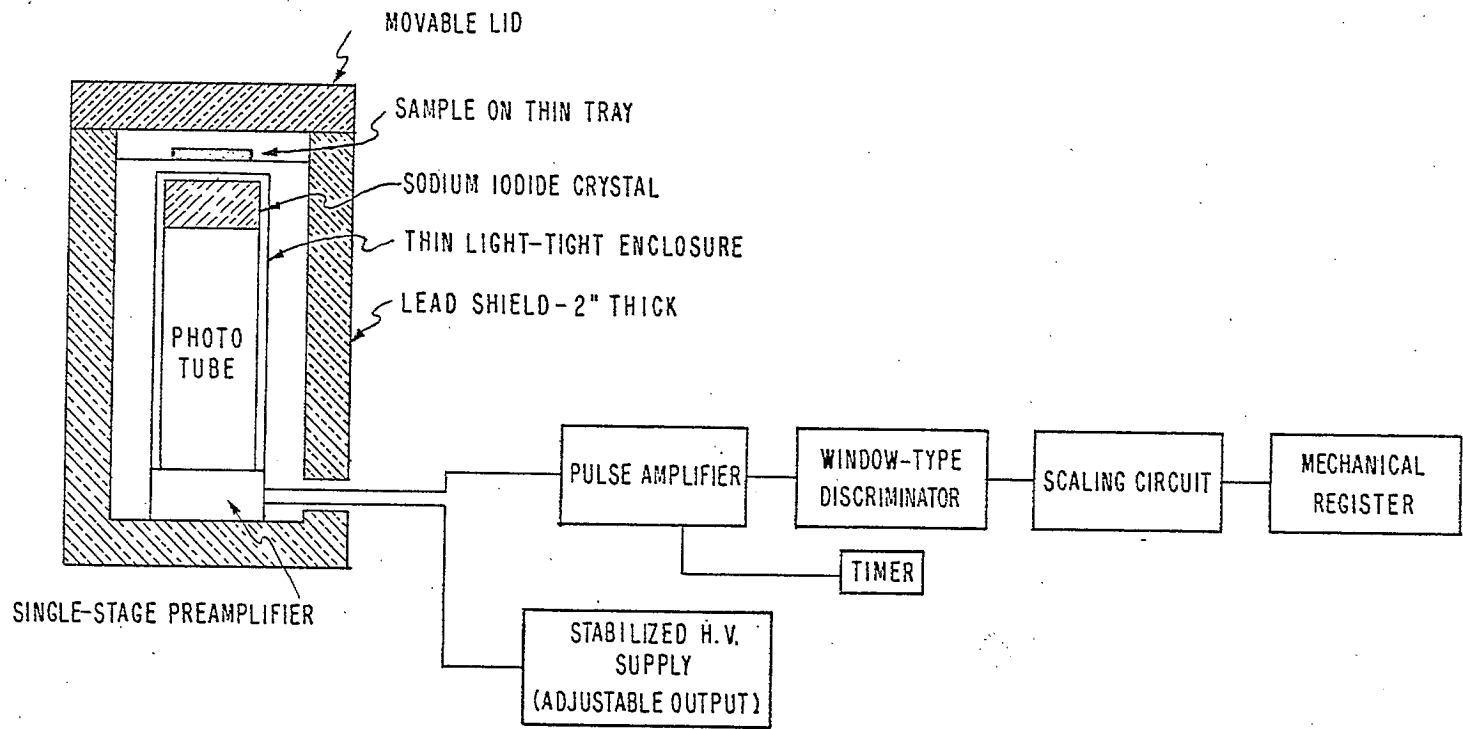 MOVABLE LID
SAMPLE ON THIN TRAY
SODIUM IODIDE CRYSTAL
THIN LIGHT-TIGHT ENCLOSURE
LEAD SHIELD-2" THICK
PHOTO
TUBE
SINGLE-STAGE PREAMPLIFIER
PULSE AMPLIFIER
WINDOW-TYPE
DISCRIMINATOR
SCALING CIRCUIT
MECHANICAL
REGISTER
TIMER
STABILIZED H.V.
SUPPLY
(ADJUSTABLE OUTPUT)